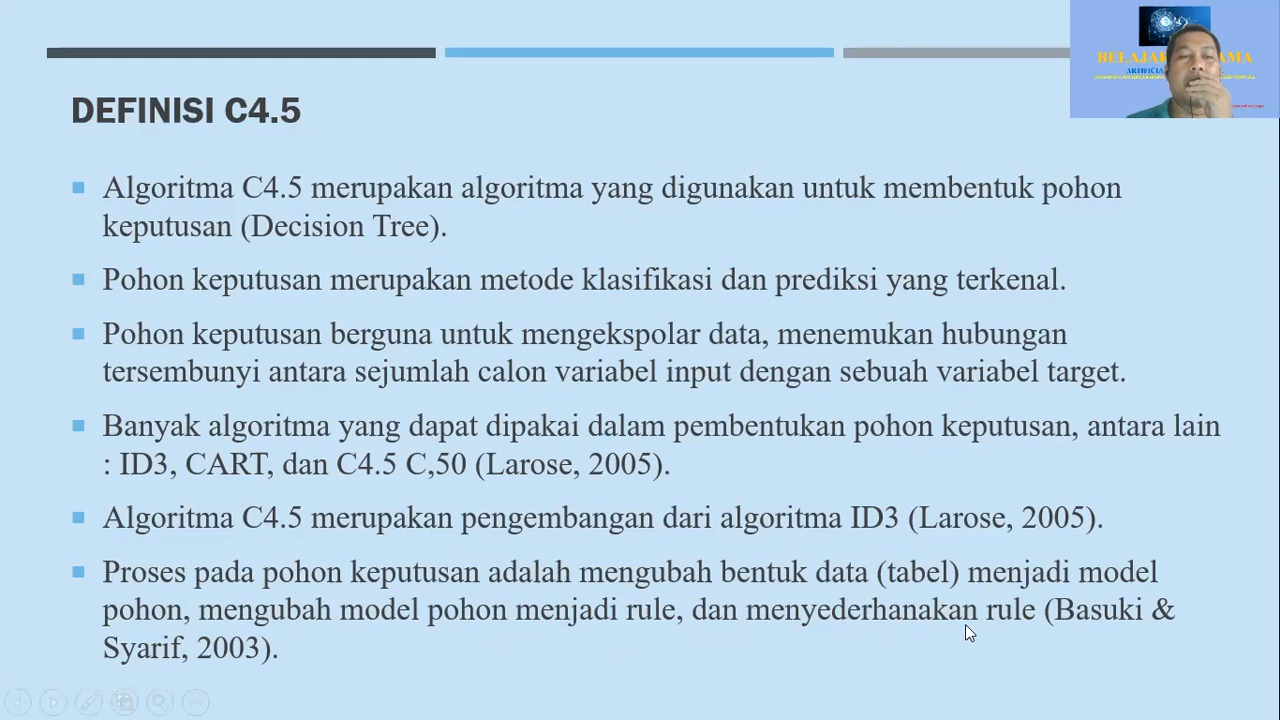 DEFINISI C4.5
Algoritma C4.5 merupakan algoritma yang digunakan untuk membentuk pohon
keputusan (Decision Tree).
Pohon keputusan merupakan metode klasifikasi dan prediksi yang terkenal.
Pohon keputusan berguna untuk mengekspolar data, menemukan hubungan
tersembunyi antara sejumlah calon variabel input dengan sebuah variabel target.
Banyak algoritma yang dapat dipakai dalam pembentukan pohon keputusan, antara lain
: ID3, CART, dan C4.5 C,50 (Larose, 2005).
Algoritma C4.5 merupakan pengembangan dari algoritma ID3 (Larose, 2005).
Proses pada pohon keputusan adalah mengubah bentuk data (tabel) menjadi model
pohon, mengubah model pohon menjadi rule, dan menyederhanakan rule (Basuki &
Syarif, 2003).